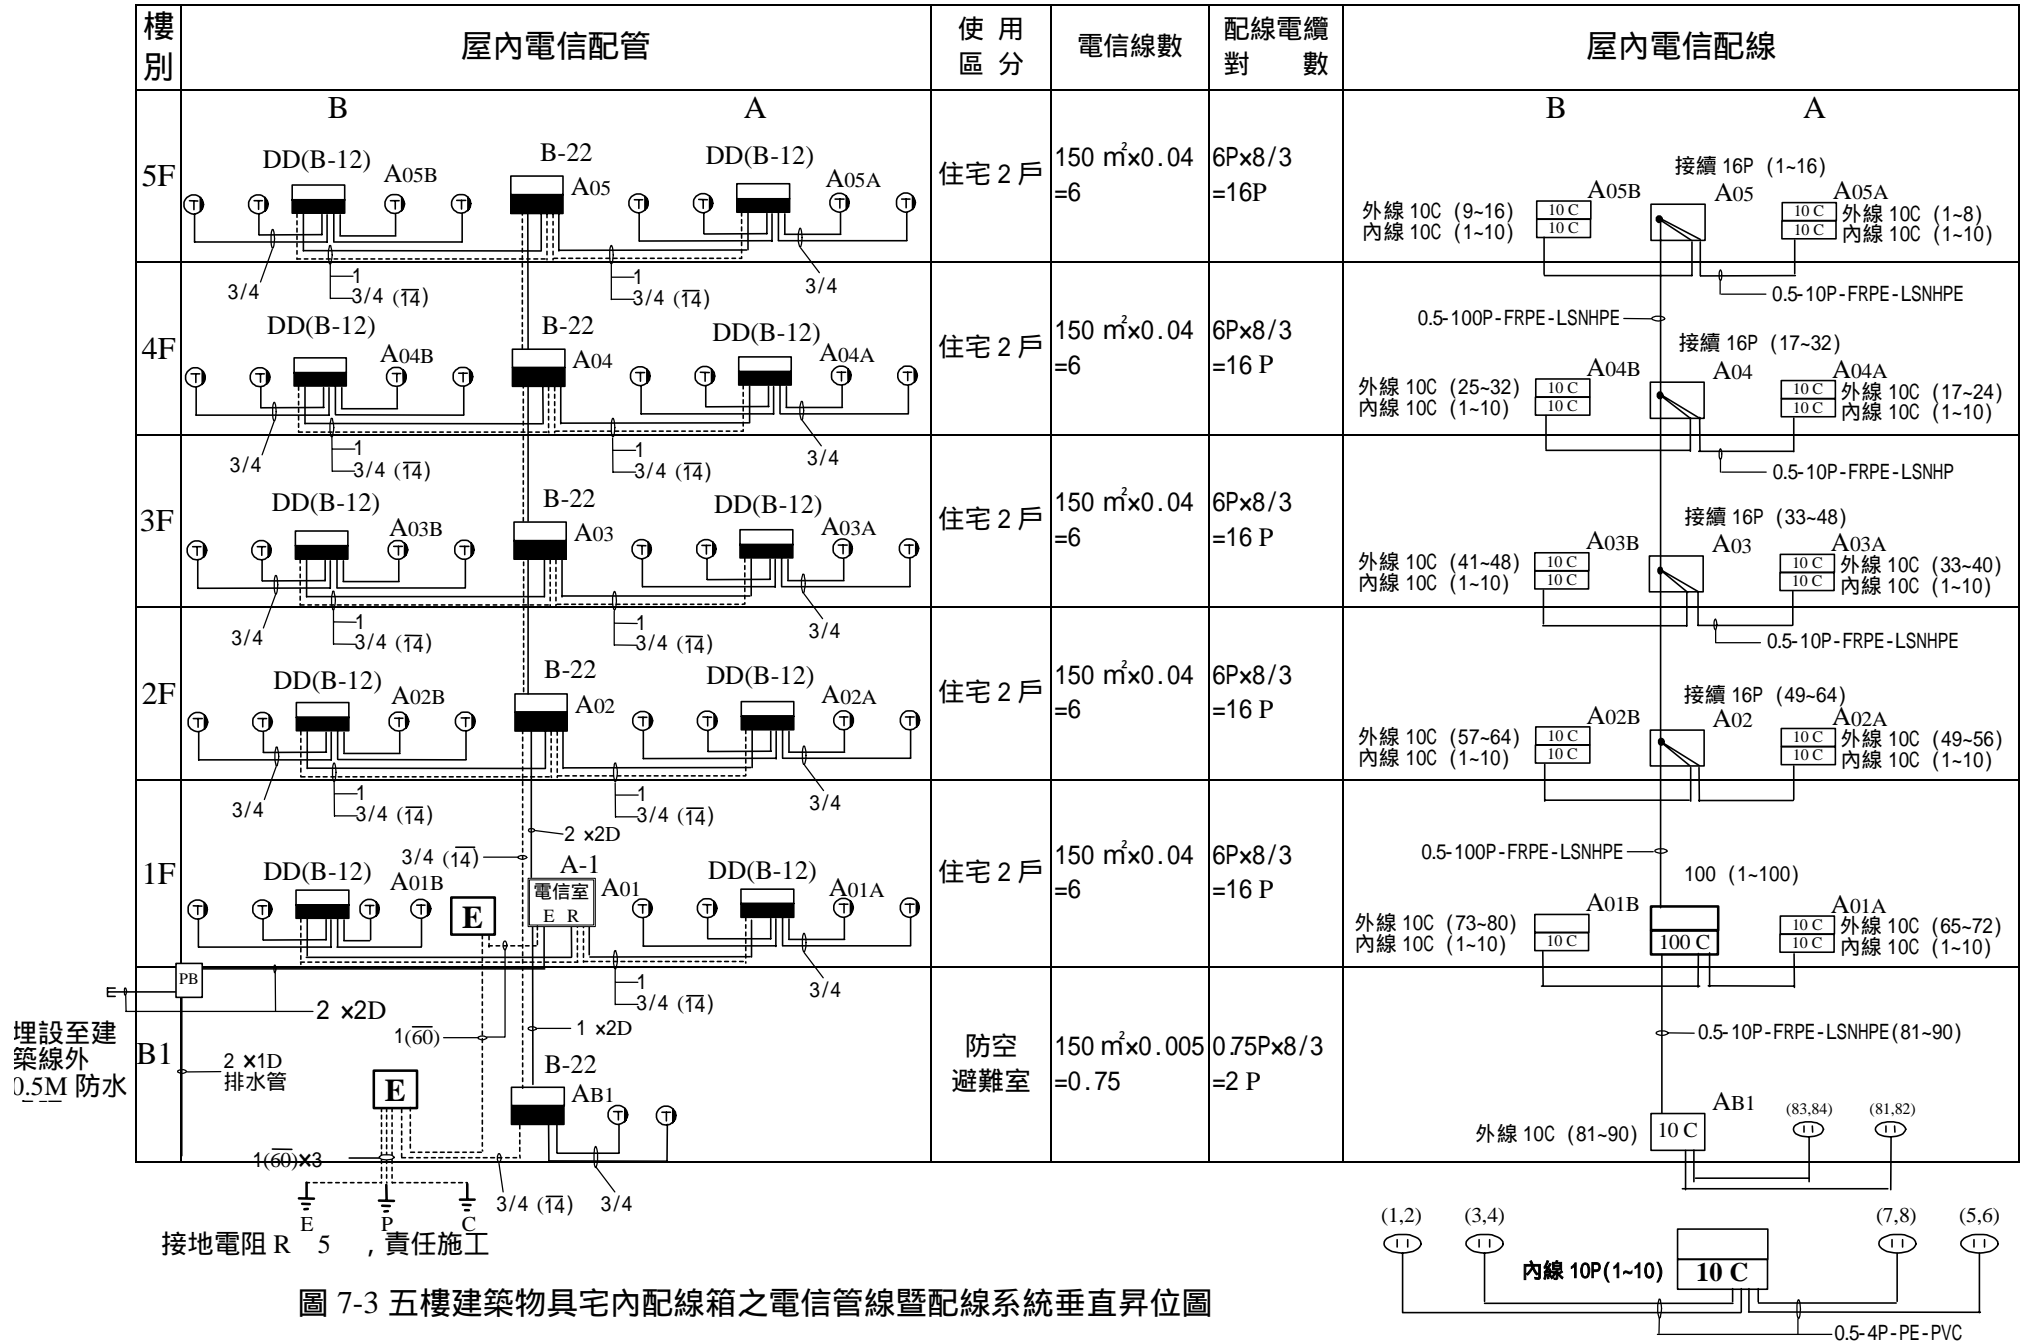 樓別
屋內電信配管
使 用
區 分
電信線數
配線電纜
對 數
屋內電信配線
B
A
B
A
5F
DD(B-12)
A05B
B-22
A05
DD(B-12)
A05A
T T T T T T T T
3/4
1
3/4 (14)
1
3/4 (14)
3/4
住宅 2 戶
150 ㎡×0.04
=6
6P×8/3
=16P
接續 16P (1~16)
A05B
A05
A05A
外線 10C (9~16)
內線 10C (1~10)
10 C
10 C
10 C
10 C
外線 10C (1~8)
內線 10C (1~10)
0.5-10P-FRPE-LSNHPE
0.5-100P-FRPE-LSNHPE
4F
DD(B-12)
A04B
B-22
A04
DD(B-12)
A04A
T T T T T T T T
3/4
1
3/4 (14)
1
3/4 (14)
3/4
住宅 2 戶
150 ㎡×0.04
=6
6P×8/3
=16 P
接續 16P (17~32)
A04B
A04
A04A
外線 10C (25~32)
內線 10C (1~10)
10 C
10 C
10 C
10 C
外線 10C (17~24)
內線 10C (1~10)
0.5-10P-FRPE-LSNHP
3F
DD(B-12)
A03B
B-22
A03
DD(B-12)
A03A
T T T T T T T T
3/4
1
3/4 (14)
1
3/4 (14)
3/4
住宅 2 戶
150 ㎡×0.04
=6
6P×8/3
=16 P
接續 16P (33~48)
A03B
A03
A03A
外線 10C (41~48)
內線 10C (1~10)
10 C
10 C
10 C
10 C
外線 10C (33~40)
內線 10C (1~10)
0.5-10P-FRPE-LSNHPE
2F
DD(B-12)
A02B
B-22
A02
DD(B-12)
A02A
T T T T T T T T
3/4
1
3/4 (14)
1
3/4 (14)
3/4
2 ×2D
住宅 2 戶
150 ㎡×0.04
=6
6P×8/3
=16 P
接續 16P (49~64)
A02B
A02
A02A
外線 10C (57~64)
內線 10C (1~10)
10 C
10 C
10 C
10 C
外線 10C (49~56)
內線 10C (1~10)
0.5-100P-FRPE-LSNHPE
1F
3/4 (14)
DD(B-12)
A01B
E
A-1
電信室
E R
A01
DD(B-12)
A01A
T T T T T T T T
1
3/4 (14)
3/4
住宅 2 戶
150 ㎡×0.04
=6
6P×8/3
=16 P
100 (1~100)
A01B
A01A
外線 10C (73~80)
內線 10C (1~10)
10 C
100 C
10 C
10 C
外線 10C (65~72)
內線 10C (1~10)
PB
2 ×2D
1(60)
1 ×2D
埋設至建
築線外
0.5M 防水
B1
2 ×1D
排水管
E
B-22
AB1
T T
1(60)×3
3/4 (14)
3/4
防空
避難室
150 ㎡×0.005
=0.75
0.75P×8/3
=2 P
0.5-10P-FRPE-LSNHPE(81~90)
AB1
(83,84)
(81,82)
外線 10C (81~90)
10 C
E P C
接地電阻 R 5 , 責任施工
(1,2)
(3,4)
(7,8)
(5,6)
內線 10P(1~10)
10 C
0.5-4P-PE-PVC
圖 7-3 五樓建築物具宅內配線箱之電信管線暨配線系統垂直昇位圖